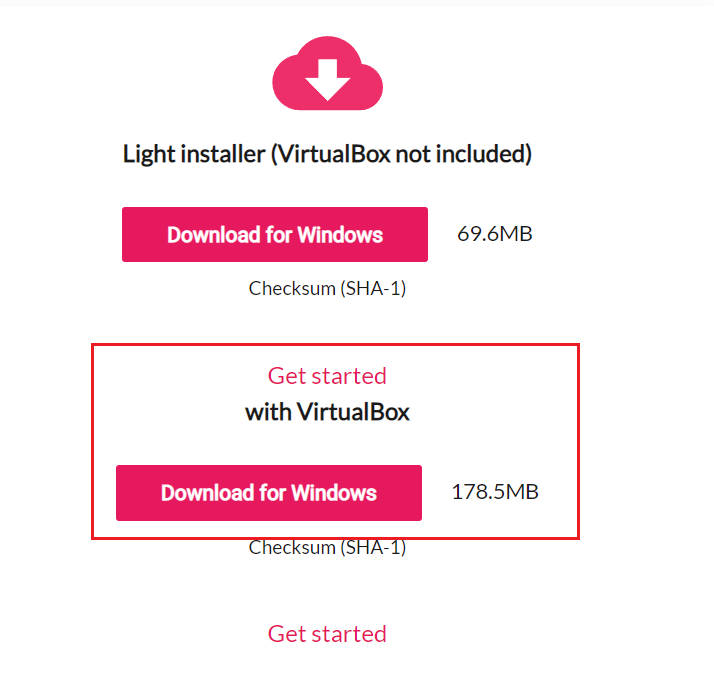 Light installer (VirtualBox not included)
Download for Windows 69.6MB
Checksum (SHA-1)
Get started
with VirtualBox
Download for Windows 178.5MB
Checksum (SHA-1)
Get started